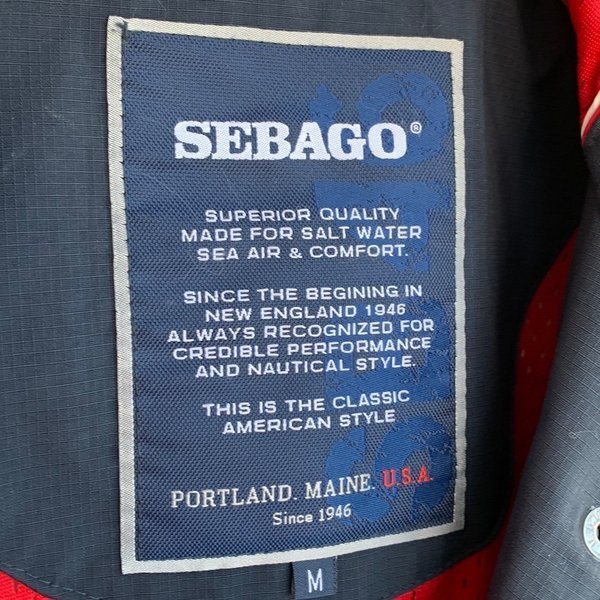 SEBAGO®
SUPERIOR QUALITY
MADE FOR SALT WATER
SEA AIR & COMFORT.
SINCE THE BEGINING IN
NEW ENGLAND 1946
ALWAYS RECOGNIZED FOR
CREDIBLE PERFORMANCE
AND NAUTICAL STYLE.
THIS IS THE CLASSIC
AMERICAN STYLE
PORTLAND. MAINE. U.S.A.
Since 1946
M